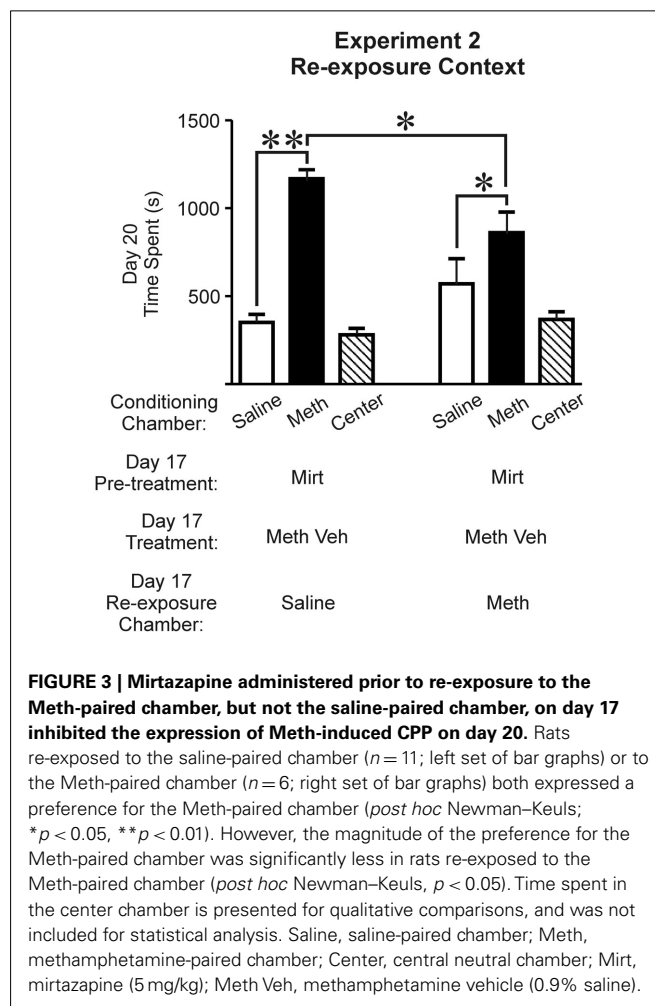 Experiment 2
Re-exposure Context
1500
1000
500
Day 20
Time Spent (s)
**
*
*
Conditioning
Chamber:
Saline Meth Center Saline Meth Center
Day 17
Pre-treatment: Mirt Mirt
Day 17
Treatment: Meth Veh Meth Veh
Day 17
Re-exposure
Chamber: Saline Meth
FIGURE 3 | Mirtazapine administered prior to re-exposure to the
Meth-paired chamber, but not the saline-paired chamber, on day 17
inhibited the expression of Meth-induced CPP on day 20. Rats
re-exposed to the saline-paired chamber (n = 11; left set of bar graphs) or to
the Meth-paired chamber (n = 6; right set of bar graphs) both expressed a
preference for the Meth-paired chamber (post hoc Newman–Keuls;
*p < 0.05, **p < 0.01). However, the magnitude of the preference for the
Meth-paired chamber was significantly less in rats re-exposed to the
Meth-paired chamber (post hoc Newman–Keuls, p < 0.05). Time spent in
the center chamber is presented for qualitative comparisons, and was not
included for statistical analysis. Saline, saline-paired chamber; Meth,
methamphetamine-paired chamber; Center, central neutral chamber; Mirt,
mirtazapine (5 mg/kg); Meth Veh, methamphetamine vehicle (0.9% saline).